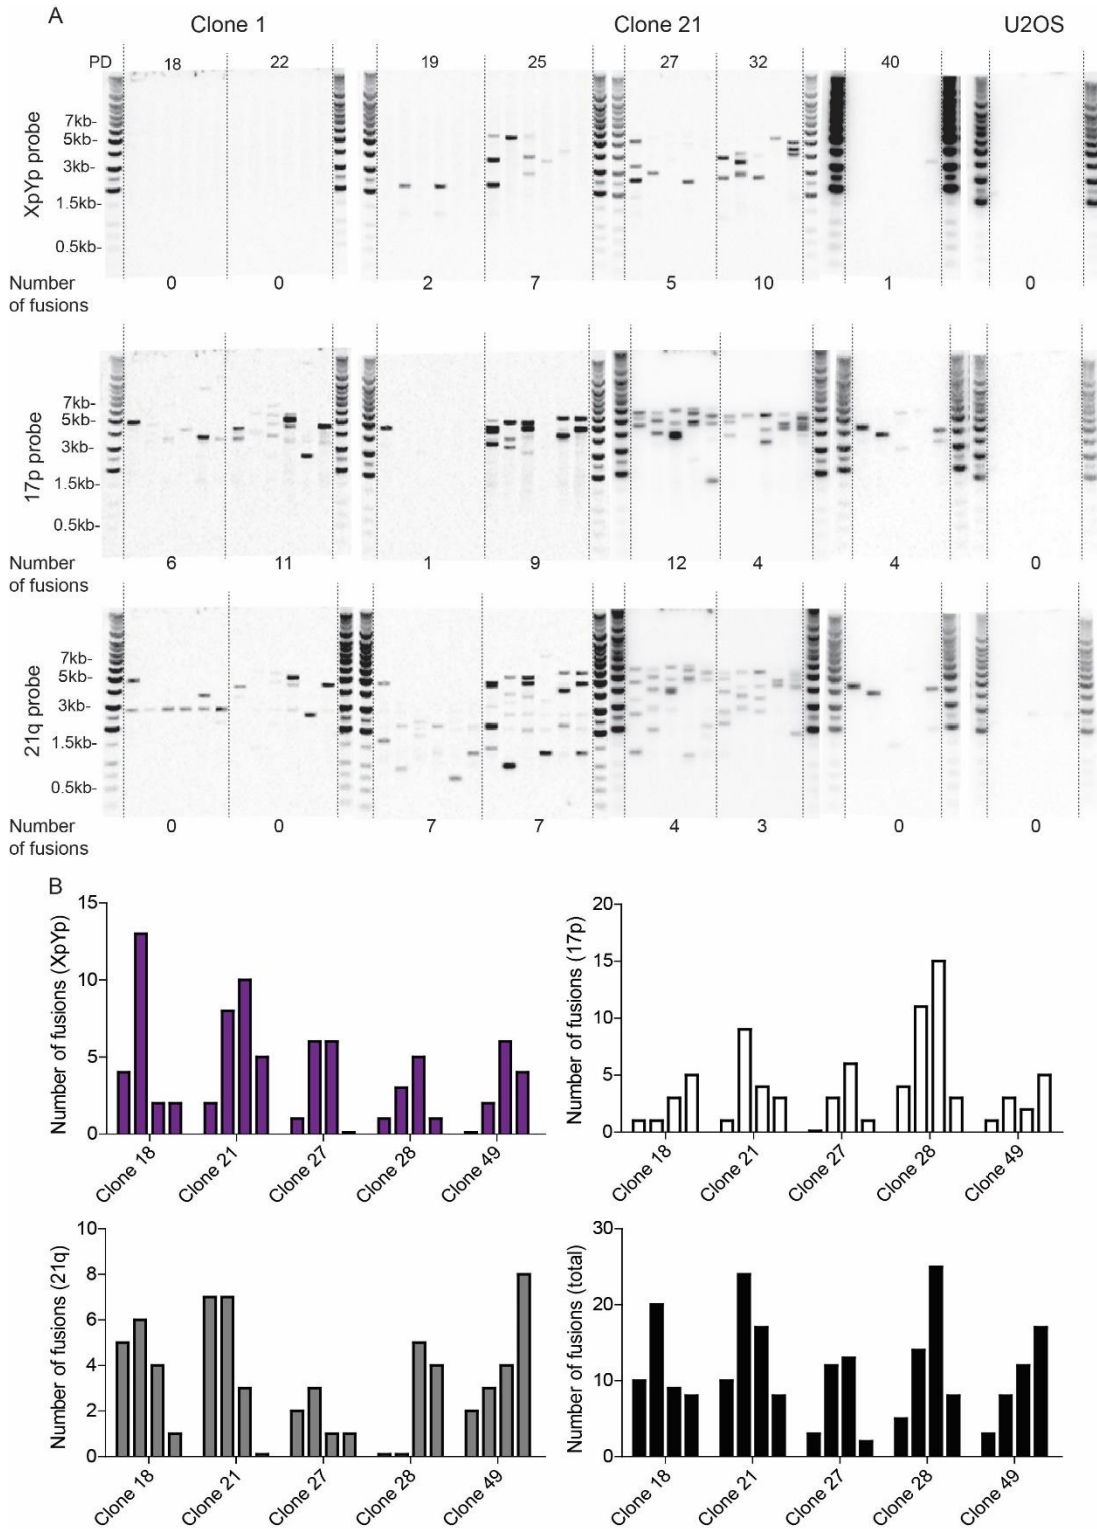 A
Clone 1
Clone 21
U2OS
PD 18 22 19 25 27 32 40
XpYp probe
7kb-
5kb-
3kb-
1.5kb-
0.5kb-
Number of fusions
0 0 2 7 5 10 1 0
17p probe
7kb-
5kb-
3kb-
1.5kb-
0.5kb-
Number of fusions
6 11 1 9 12 4 4 0
21q probe
7kb-
5kb-
3kb-
1.5kb-
0.5kb-
Number of fusions
0 0 7 7 4 3 0 0
B
Number of fusions (XpYp)
15
10
5
0
Clone 18
Clone 21
Clone 27
Clone 28
Clone 49
Number of fusions (17p)
20
15
10
5
0
Clone 18
Clone 21
Clone 27
Clone 28
Clone 49
Number of fusions (21q)
10
8
6
4
2
0
Clone 18
Clone 21
Clone 27
Clone 28
Clone 49
Number of fusions (total)
30
20
10
0
Clone 18
Clone 21
Clone 27
Clone 28
Clone 49